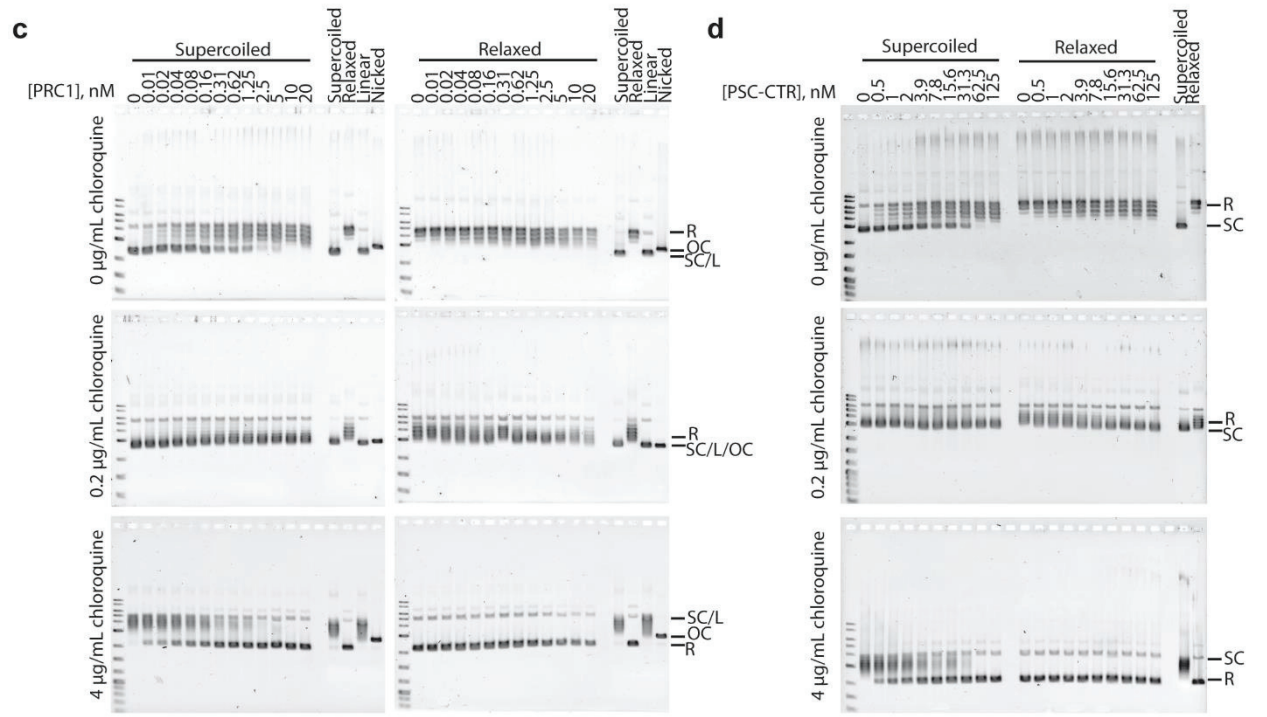 c
Supercoiled
Relaxed
Supercoiled
Relaxed
Linear
Nicked
Supercoiled
Relaxed
Linear
Nicked
[PRC1], nM
0 0.01 0.02 0.04 0.08 0.16 0.31 0.62 1.25 2.5 5 10 20
0 0.01 0.02 0.04 0.08 0.16 0.31 0.62 1.25 2.5 5 10 20
0 µg/mL chloroquine
R
OC
SC/L
0.2 µg/mL chloroquine
R
SC/L/OC
4 µg/mL chloroquine
SC/L
OC
R
d
Supercoiled
Relaxed
Supercoiled
Relaxed
[PSC-CTR], nM
0 0.5 1 2 3.9 7.8 15.6 31.3 62.5 125
0 0.5 1 2 3.9 7.8 15.6 31.3 62.5 125
0 µg/mL chloroquine
R
SC
0.2 µg/mL chloroquine
R
SC
4 µg/mL chloroquine
SC
R